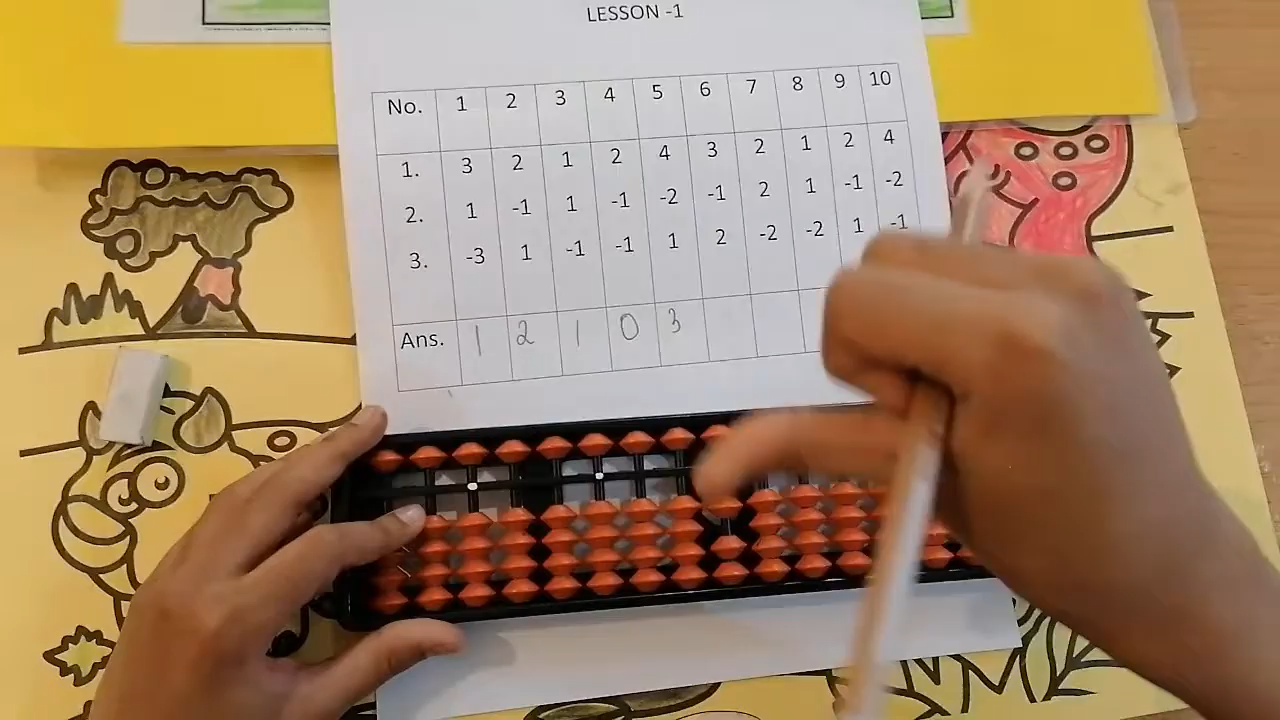 LESSON -1
No. 1 2 3 4 5 6 7 8 9 10
1. 3 2 1 2 4 3 2 1 2 4
2. 1 -1 1 -1 -2 -1 2 1 -1 -2
3. -3 1 -1 -1 1 2 -2 -2 1 -1
Ans. 1 2 1 0 3